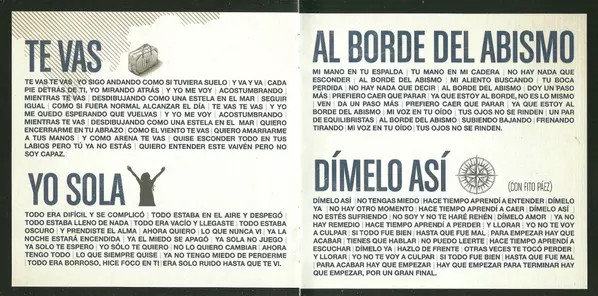 TE VAS
TE VAS TE VAS | YO SIGO ANDANDO COMO SI TUVIERA SUELO | Y VA Y VA | CADA
PIE DETRÁS DE TI, YO MIRANDO ATRÁS | Y YO ME VOY | ACOSTUMBRANDO |
MIENTRAS TE VAS | DESDIBUJANDO COMO UNA ESTELA EN EL MAR | SEGUIR
IGUAL | COMO SI FUERA NORMAL ALCANZAR EL DÍA | TE VAS TE VAS | Y YO
ME QUEDO ESPERANDO QUE VUELVAS | Y YO ME VOY | ACOSTUMBRANDO |
MIENTRAS TE VAS | DESDIBUJANDO COMO UNA ESTELA EN EL MAR | QUIERO
ENCERRARME EN TU ABRAZO | COMO EL VIENTO TE VAS | QUIERO AMARRARME
A TUS MANOS | Y COMO ARENA TE VAS | QUISE ESCONDER TODO EN TUS
LABIOS PERO TÚ YA NO ESTÁS | QUIERO ENTENDER ESTE VAIVÉN PERO NO
SOY CAPAZ.
YO SOLA
TODO ERA DIFÍCIL Y SE COMPLICÓ | TODO ESTABA EN EL AIRE Y DESPEGÓ |
TODO ESTABA LLENO DE NADA | TODO ERA VACÍO Y LLEGASTE | TODO ESTABA
OSCURO | Y PRENDISTE EL ALMA | AHORA QUIERO | LO QUE NUNCA VI | YA LA
NOCHE ESTARÁ ENCENDIDA | YA EL MIEDO SE APAGÓ | YA SOLA NO JUEGO |
YA SOLO TE ESPERO | YO SÓLO TE QUIERO | NO LO QUIERO CAMBIAR | AHORA
TENGO TODO | LO QUE SIEMPRE QUISE | YA NO TENGO MIEDO DE PERDERME |
TODO ERA BORROSO, HICE FOCO EN TI | ERA SOLO RUIDO HASTA QUE TE VI.
AL BORDE DEL ABISMO
MI MANO EN TU ESPALDA | TU MANO EN MI CADERA | NO HAY NADA QUE
ESCONDER | AL BORDE DEL ABISMO | MI ALIENTO BUSCANDO | TU BOCA
PERDIDA | NO HAY NADA QUE DECIR | AL BORDE DEL ABISMO | DOY UN PASO
MÁS | PREFIERO CAER QUE PARAR | YA QUE ESTOY AL BORDE, NO ES LO MISMO |
VEN | DA UN PASO MÁS | PREFIERO CAER QUE PARAR | YA QUE ESTOY AL
BORDE DEL ABISMO | MI VOZ EN TU OÍDO | TUS OJOS NO SE RINDEN | UN PAR
DE EQUILIBRISTAS | AL BORDE DEL ABISMO | SUBIENDO BAJANDO, FRENANDO
TIRANDO | MI VOZ EN TU OÍDO | TUS OJOS NO SE RINDEN.
DÍMELO ASÍ (CON FITO PÁEZ)
DÍMELO ASÍ | NO TENGAS MIEDO | HACE TIEMPO APRENDÍ A ENTENDER | DÍMELO
YA | NO HAY OTRO MOMENTO | HACE TIEMPO APRENDÍ A CAER | DÍMELO ASÍ |
NO ESTÉS SUFRIENDO | NO SOY Y NO TE HARÉ REHÉN | DÍMELO AMOR | YA NO
HAY REMEDIO | HACE TIEMPO APRENDÍ A PERDER | Y LLORAR | YO NO TE VOY
A CULPAR | SI TODO FUE BIEN | HASTA QUE FUE MAL | PARA EMPEZAR HAY QUE
ACABAR | TIENES QUE HABLAR | NO PUEDO LEERTE | HACE TIEMPO APRENDÍ A
ESCUCHAR | DÍMELO YA | HAZLO DE FRENTE | OTRAS VECES TE TOCÓ PERDER |
Y LLORAR | YO NO TE VOY A CULPAR | SI TODO FUE BIEN | HASTA QUE FUE MAL |
PARA ACABAR HAY QUE EMPEZAR | HAY QUE EMPEZAR PARA TERMINAR HAY
QUE EMPEZAR, POR UN GRAN FINAL.